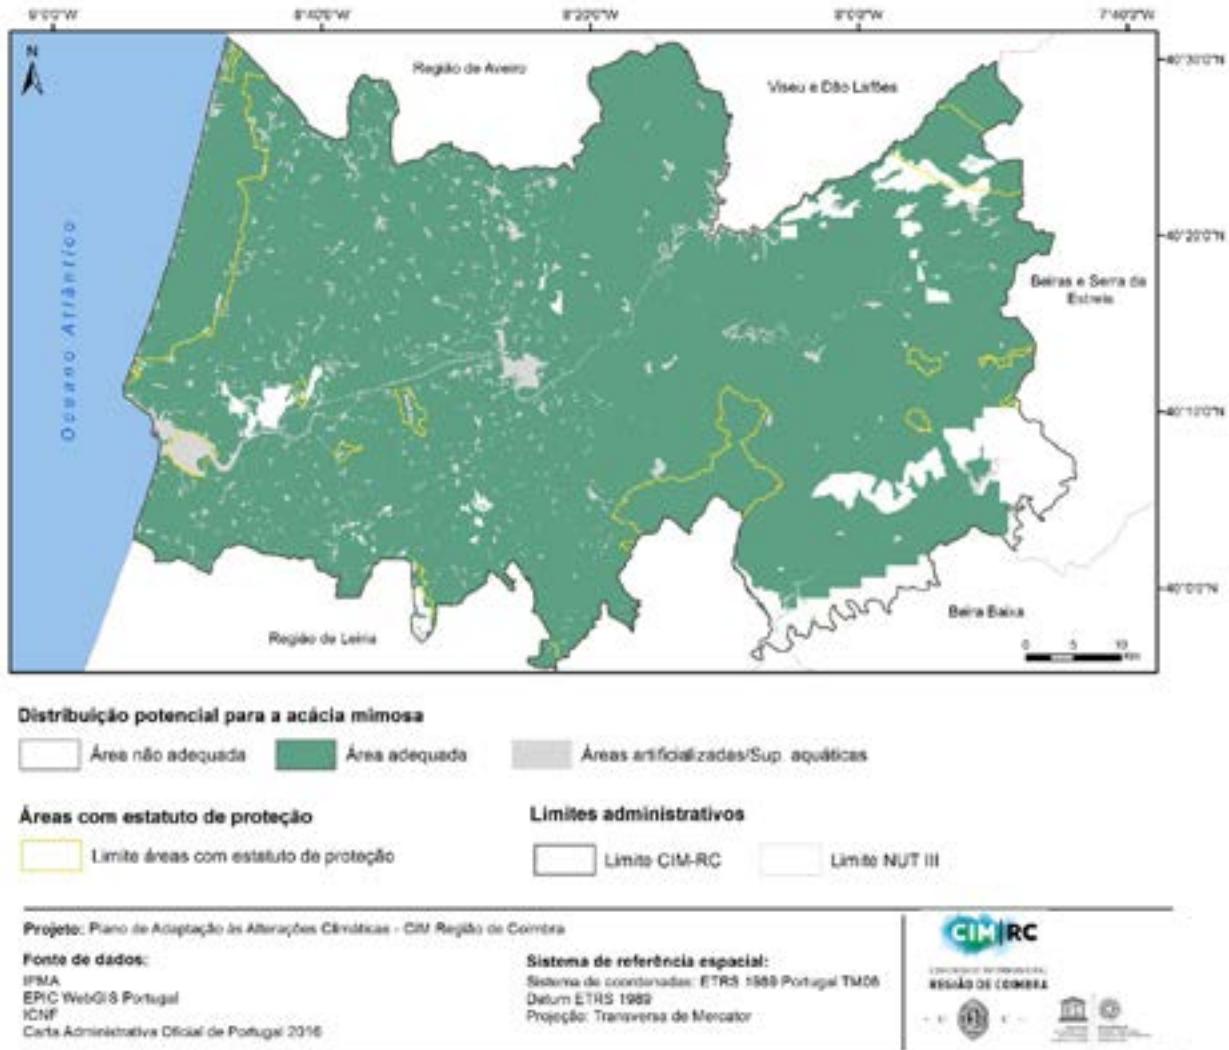 9°0'0"W 8°40'0"W 8°20'0"W 8°0'0"W 7°40'0"W
N
Região de Aveiro
40°30'0"N
Viseu e Dão Lafões
Oceano Atlântico
40°20'0"N
Beiras e Serra da
Estrela
40°10'0"N
40°0'0"N
Beira Baixa
Região de Leiria
0 5 10
Km
Distribuição potencial para a acácia mimosa
Área não adequada
Área adequada
Áreas artificializadas/Sup. aquáticas
Áreas com estatuto de proteção
Limites administrativos
Limite áreas com estatuto de proteção
Limite CIM-RC
Limite NUT III
Projeto: Plano de Adaptação às Alterações Climáticas - CIM Região de Coimbra
Fonte de dados:
IPMA
EPIC WebGIS Portugal
ICNF
Carta Administrativa Oficial de Portugal 2016
Sistema de referência espacial:
Sistema de coordenadas: ETRS 1989 Portugal TM06
Datum ETRS 1989
Projeção: Transversa de Mercator
CIM|RC
COMUNIDADE INTERMUNICIPAL
REGIÃO DE COIMBRA